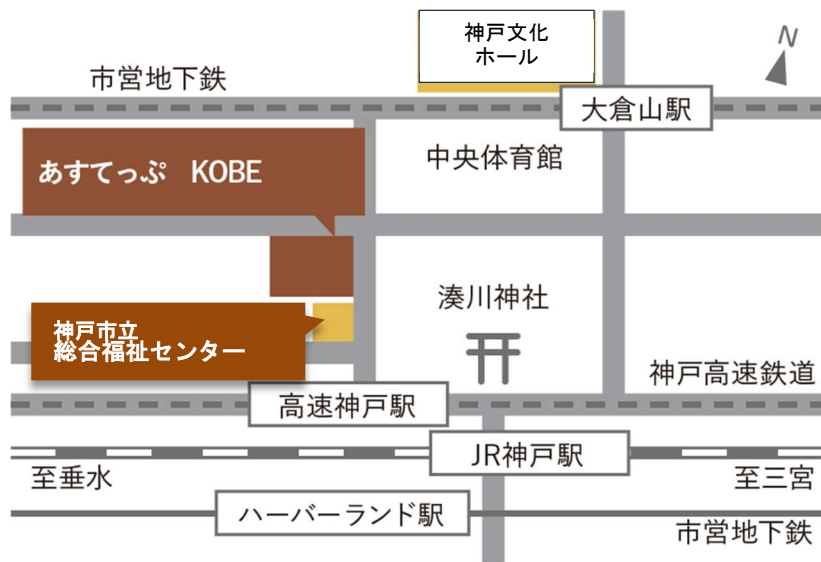 神戸文化
ホール
N
市営地下鉄
大倉山駅
中央体育館
あすてっぷ　KOBE
湊川神社
神戸市立
総合福祉センター
神戸高速鉄道
高速神戸駅
JR神戸駅
至垂水
至三宮
ハーバーランド駅
市営地下鉄